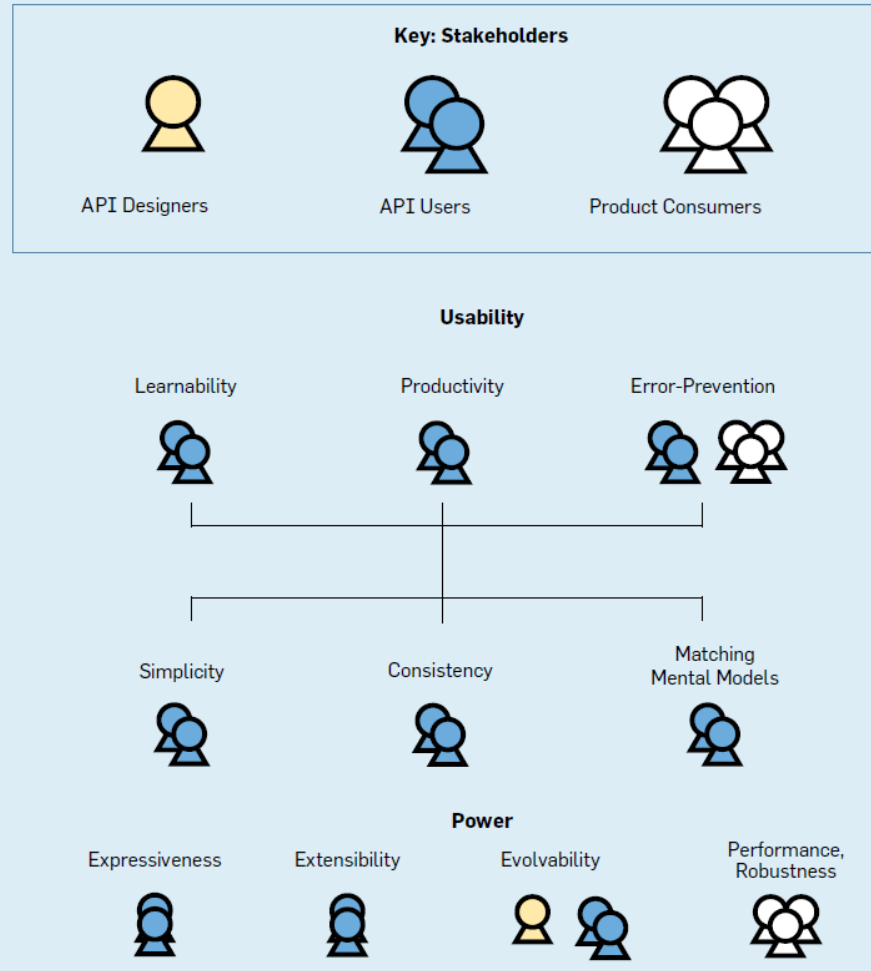 Key: Stakeholders
API Designers
API Users
Product Consumers
Usability
Learnability
Productivity
Error-Prevention
Simplicity
Consistency
Matching
Mental Models
Power
Expressiveness
Extensibility
Evolvability
Performance,
Robustness